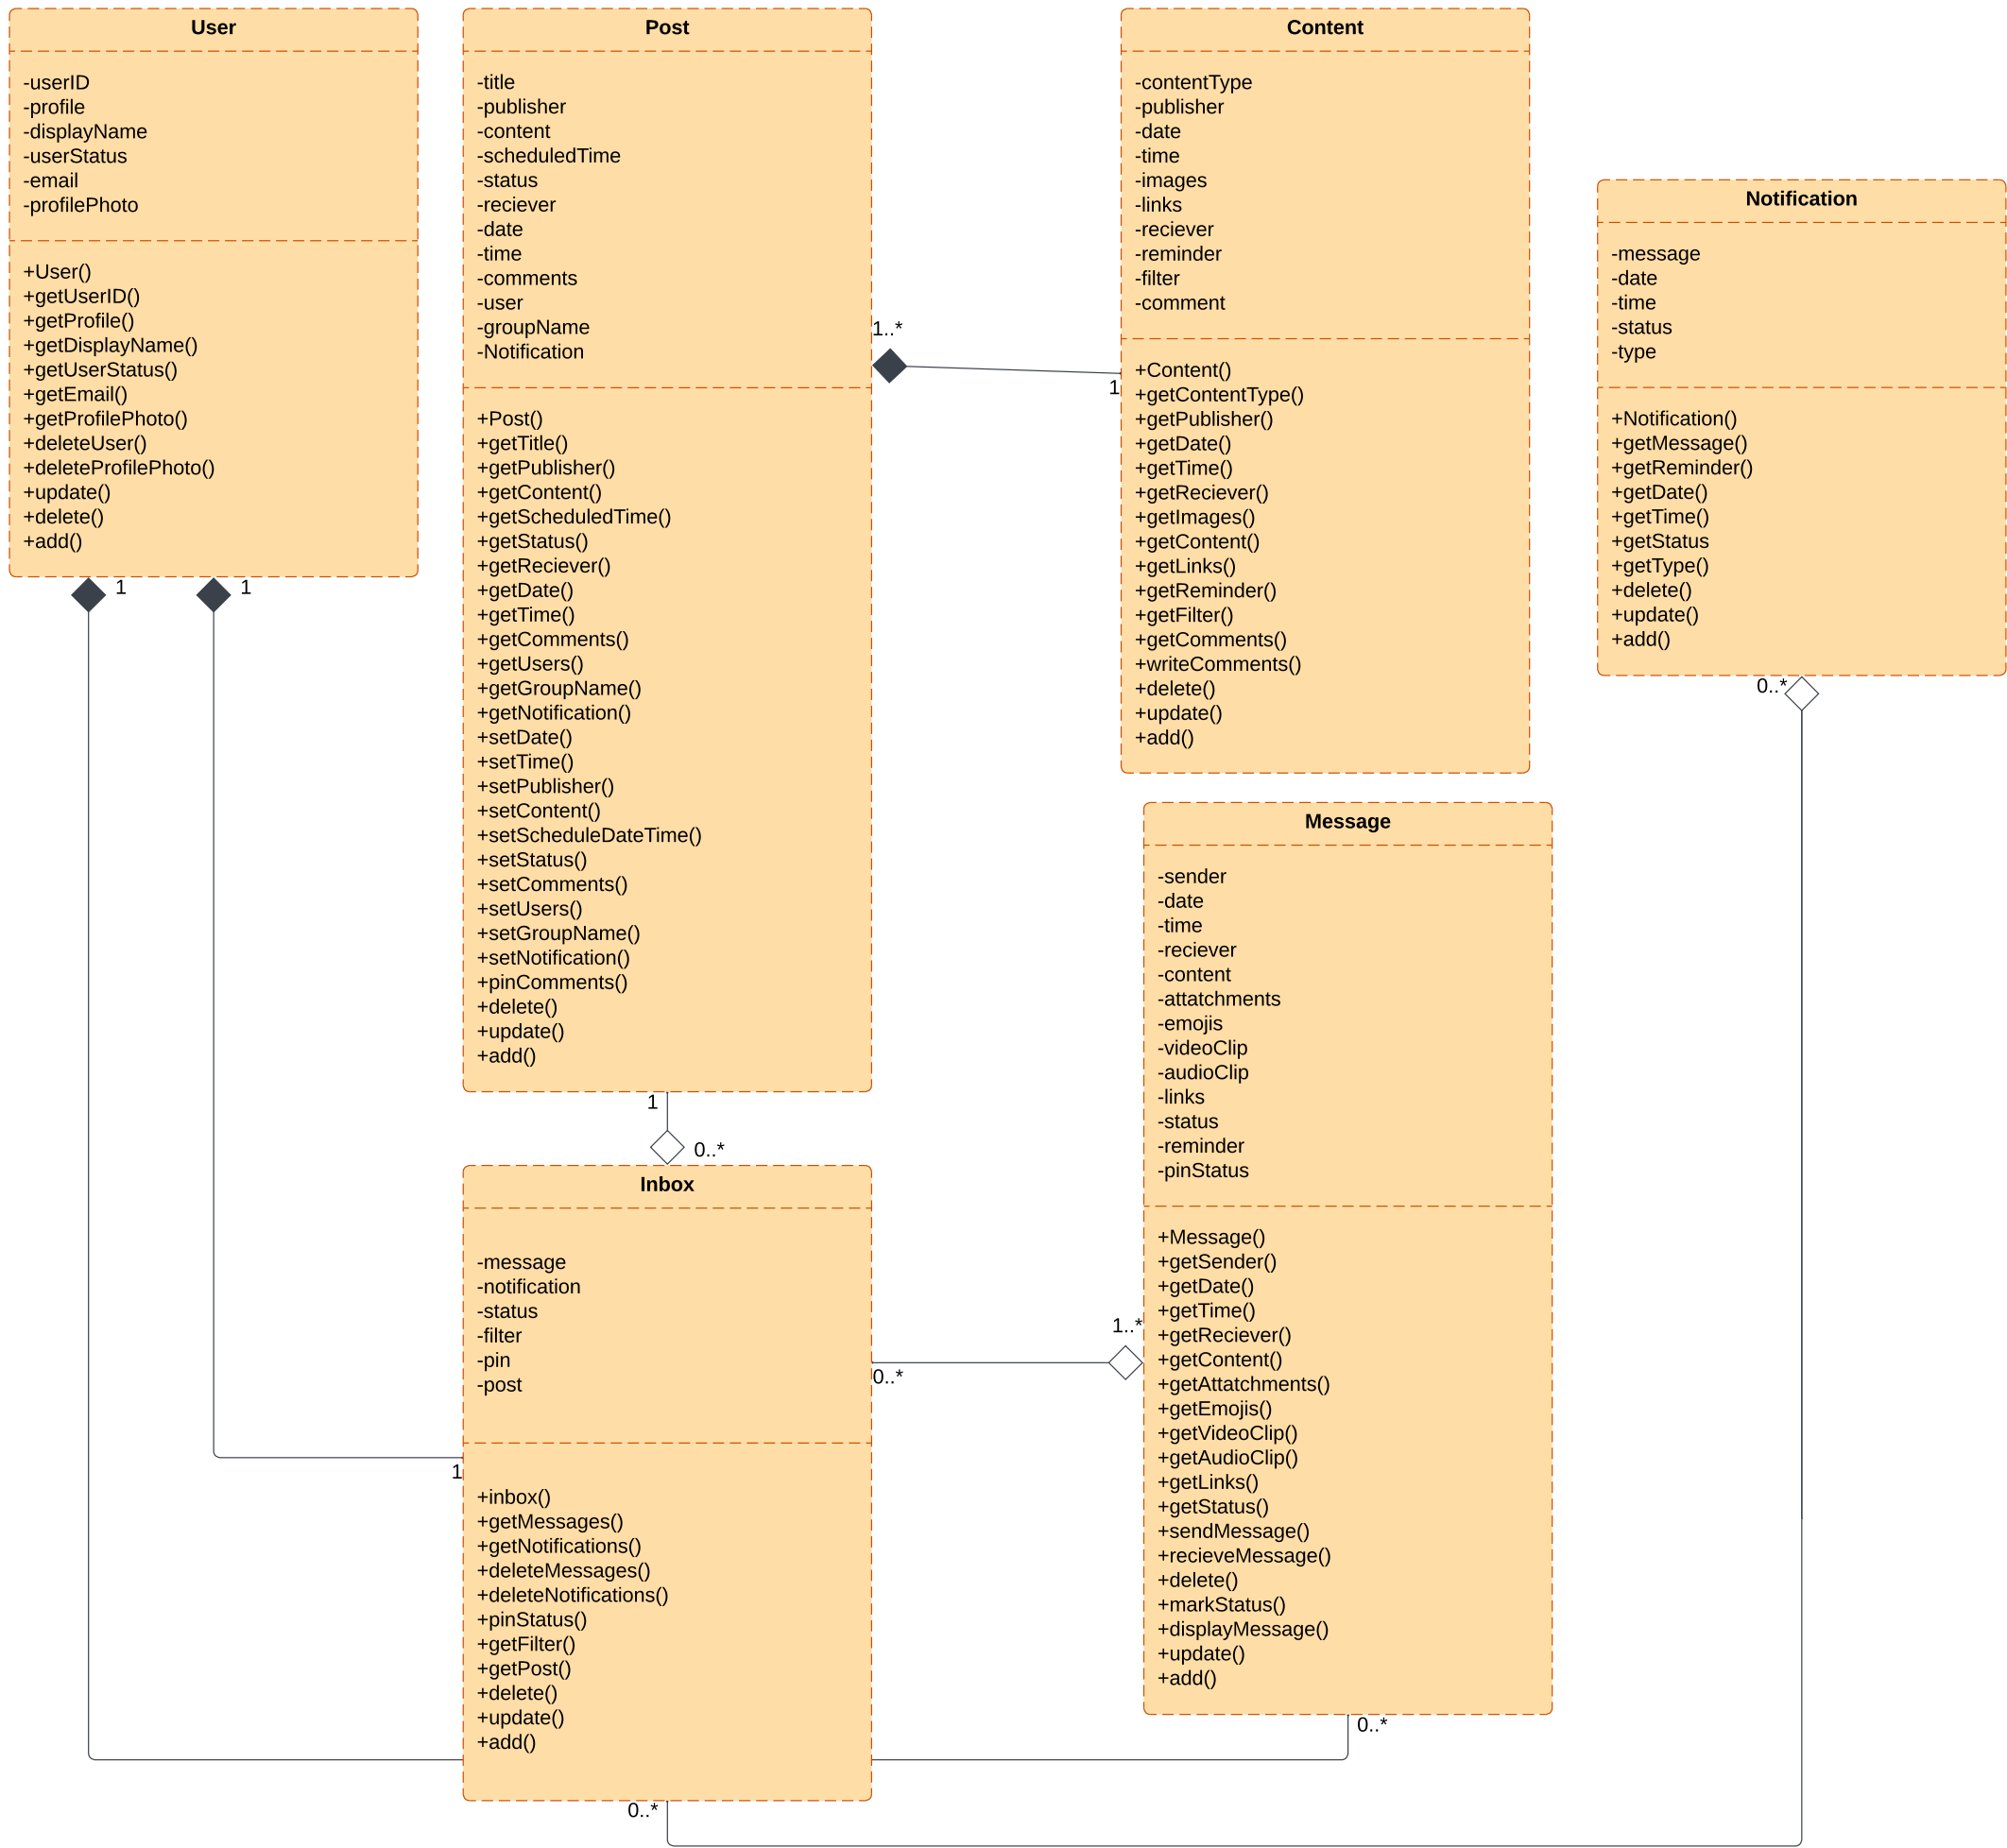 User
-userID
-profile
-displayName
-userStatus
-email
-profilePhoto
+User()
+getUserID()
+getProfile()
+getDisplayName()
+getUserStatus()
+getEmail()
+getProfilePhoto()
+deleteUser()
+deleteProfilePhoto()
+update()
+delete()
+add()
1
1
Post
-title
-publisher
-content
-scheduledTime
-status
-reciever
-date
-time
-comments
-user
-groupName
-Notification
+Post()
+getTitle()
+getPublisher()
+getContent()
+getScheduledTime()
+getStatus()
+getReciever()
+getDate()
+getTime()
+getComments()
+getUsers()
+getGroupName()
+getNotification()
+setDate()
+setTime()
+setPublisher()
+setContent()
+setScheduleDateTime()
+setStatus()
+setComments()
+setUsers()
+setGroupName()
+setNotification()
+pinComments()
+delete()
+update()
+add()
1..*
1
1
0..*
Content
-contentType
-publisher
-date
-time
-images
-links
-reciever
-reminder
-filter
-comment
+Content()
+getContentType()
+getPublisher()
+getDate()
+getTime()
+getReciever()
+getImages()
+getContent()
+getLinks()
+getReminder()
+getFilter()
+getComments()
+writeComments()
+delete()
+update()
+add()
Notification
-message
-date
-time
-status
-type
+Notification()
+getMessage()
+getReminder()
+getDate()
+getTime()
+getStatus
+getType()
+delete()
+update()
+add()
0..*
Inbox
-message
-notification
-status
-filter
-pin
-post
+inbox()
+getMessages()
+getNotifications()
+deleteMessages()
+deleteNotifications()
+pinStatus()
+getFilter()
+getPost()
+delete()
+update()
+add()
1
0..*
1..*
0..*
Message
-sender
-date
-time
-reciever
-content
-attatchments
-emojis
-videoClip
-audioClip
-links
-status
-reminder
-pinStatus
+Message()
+getSender()
+getDate()
+getTime()
+getReciever()
+getContent()
+getAttatchments()
+getEmojis()
+getVideoClip()
+getAudioClip()
+getLinks()
+getStatus()
+sendMessage()
+recieveMessage()
+delete()
+markStatus()
+displayMessage()
+update()
+add()
0..*